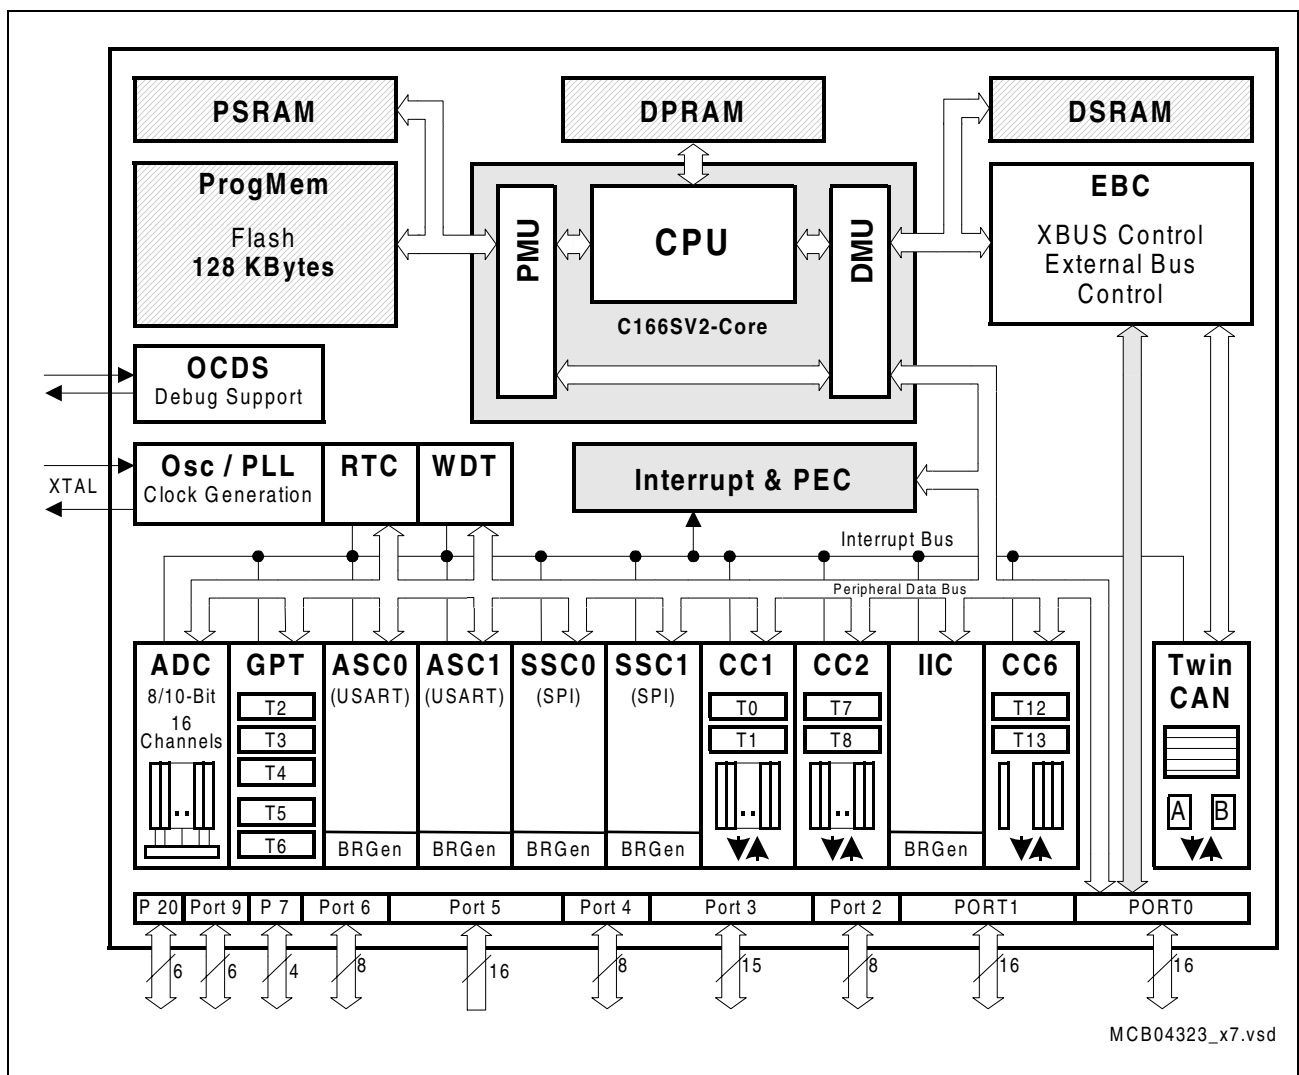 PSRAM
DPRAM
DSRAM
ProgMem
Flash
128 KBytes
PMU
CPU
DMU
C166SV2-Core
EBC
XBUS Control
External Bus
Control
OCDS
Debug Support
Osc / PLL
Clock Generation
RTC
WDT
XTAL
Interrupt & PEC
Interrupt Bus
Peripheral Data Bus
ADC
8/10-Bit
16
Channels
GPT
T2
T3
T4
T5
T6
ASC0
(USART)
BRGen
ASC1
(USART)
BRGen
SSC0
(SPI)
BRGen
SSC1
(SPI)
BRGen
CC1
T0
T1
CC2
T7
T8
IIC
BRGen
CC6
T12
T13
Twin
CAN
A
B
P 20
Port 9
P 7
Port 6
Port 5
Port 4
Port 3
Port 2
PORT1
PORT0
6
6
4
8
16
8
15
8
16
16
MCB04323_x7.vsd